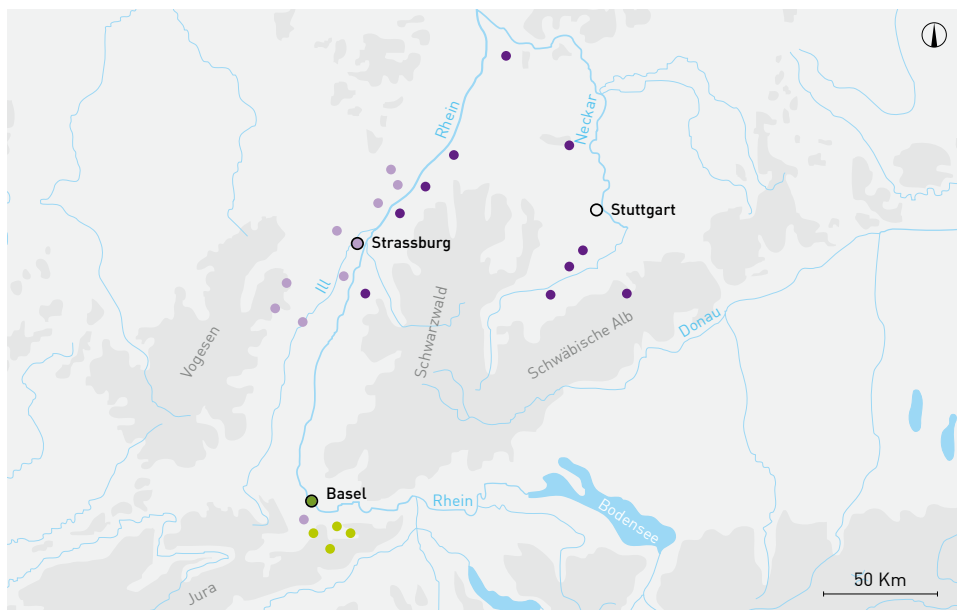 Rhein
Neckar
Stuttgart
Strassburg
Ill
Vogesen
Schwarzwald
Schwäbische Alb
Donau
Basel
Rhein
Bodensee
Jura
50 Km